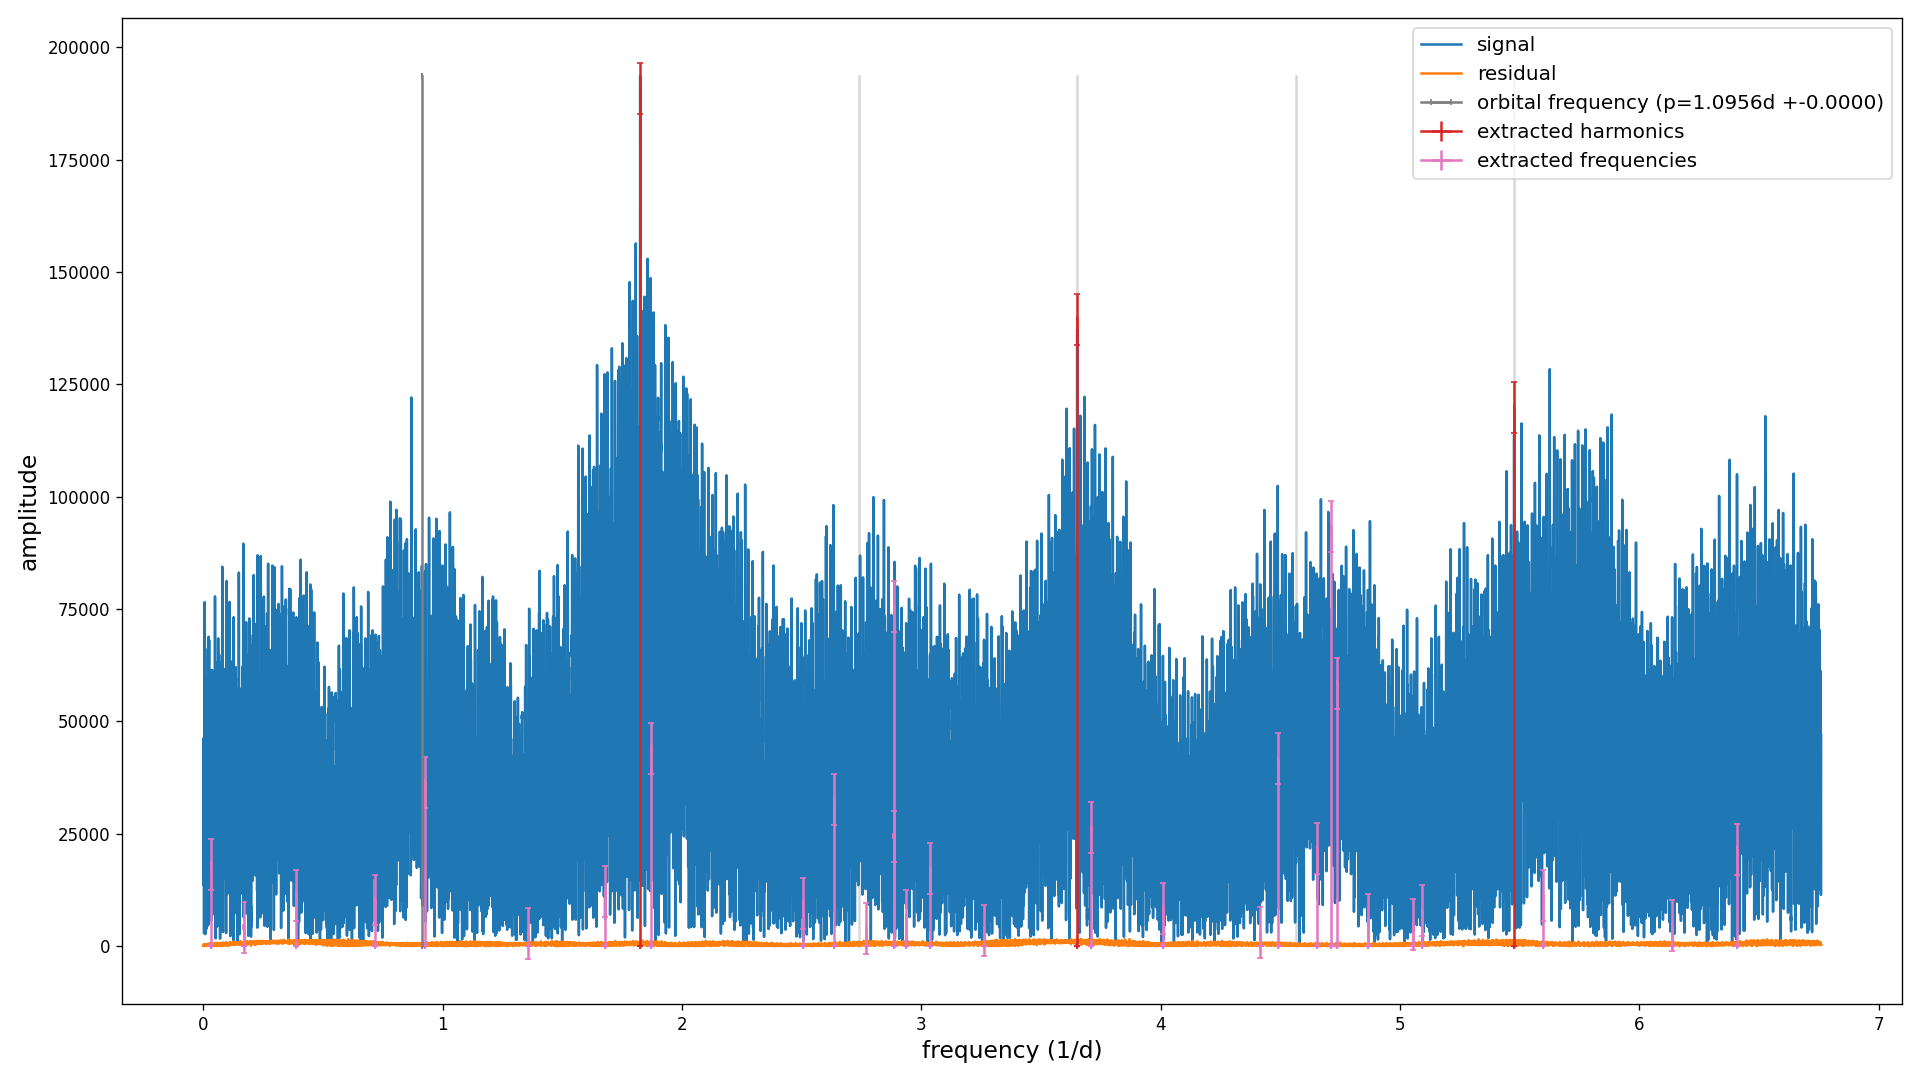 200000
175000
150000
125000
100000
75000
50000
25000
0
amplitude
0 1 2 3 4 5 6 7
frequency (1/d)
signal
residual
orbital frequency (p=1.0956d +-0.0000)
extracted harmonics
extracted frequencies